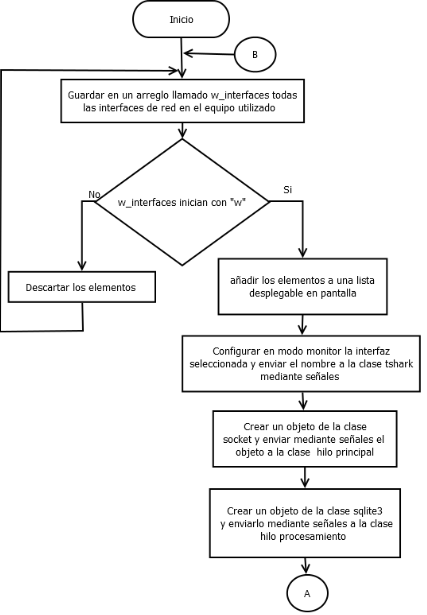 Inicio
B
Guardar en un arreglo llamado w_interfaces todas
las interfaces de red en el equipo utilizado
No
Si
w_interfaces inician con "w"
Descartar los elementos
añadir los elementos a una lista
desplegable en pantalla
Configurar en modo monitor la interfaz
seleccionada y enviar el nombre a la clase tshark
mediante señales
Crear un objeto de la clase
socket y enviar mediante señales el
objeto a la clase hilo principal
Crear un objeto de la clase sqlite3
y enviarlo mediante señales a la clase
hilo procesamiento
A